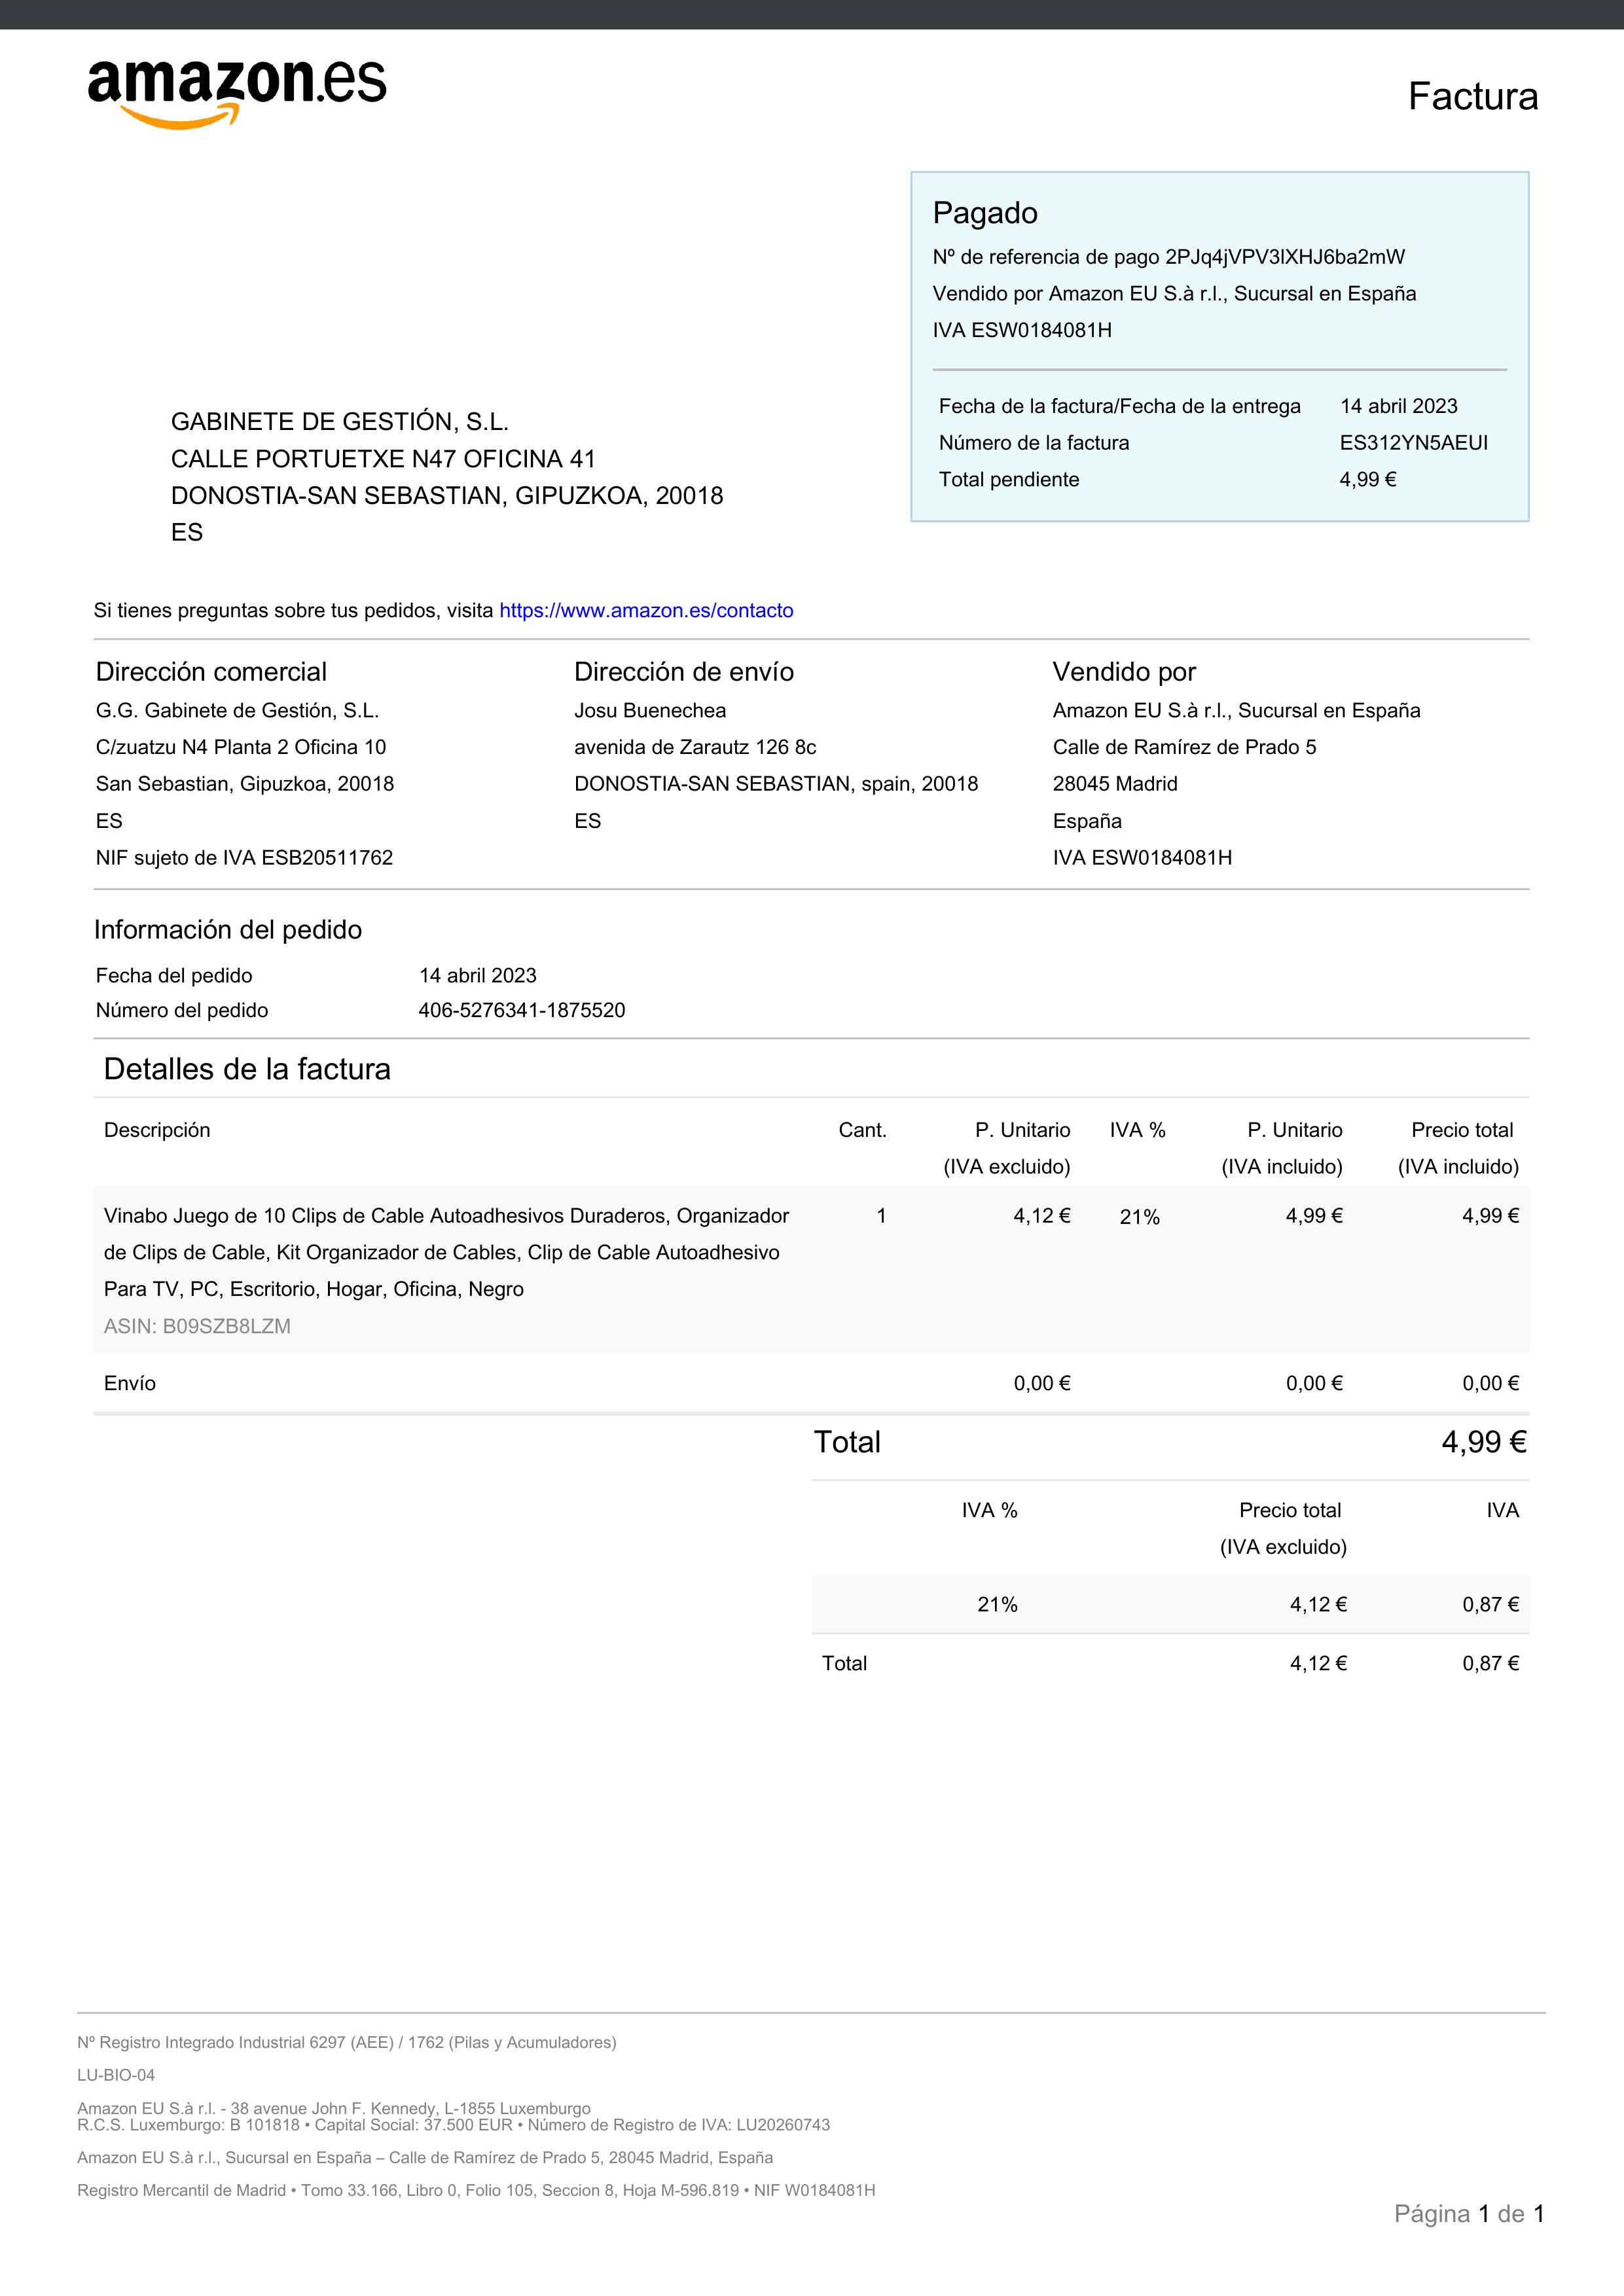 amazon.es
Factura
Pagado
Nº de referencia de pago 2PJq4jVPV3lXHJ6ba2mW
Vendido por Amazon EU S.à r.l., Sucursal en España
IVA ESW0184081H
Fecha de la factura/Fecha de la entrega 14 abril 2023
Número de la factura ES312YN5AEUI
Total pendiente 4,99 €
GABINETE DE GESTIÓN, S.L.
CALLE PORTUETXE N47 OFICINA 41
DONOSTIA-SAN SEBASTIAN, GIPUZKOA, 20018
ES
Si tienes preguntas sobre tus pedidos, visita https://www.amazon.es/contacto
Dirección comercial
G.G. Gabinete de Gestión, S.L.
C/zuatzu N4 Planta 2 Oficina 10
San Sebastian, Gipuzkoa, 20018
ES
NIF sujeto de IVA ESB20511762
Dirección de envío
Josu Buenechea
avenida de Zarautz 126 8c
DONOSTIA-SAN SEBASTIAN, spain, 20018
ES
Vendido por
Amazon EU S.à r.l., Sucursal en España
Calle de Ramírez de Prado 5
28045 Madrid
España
IVA ESW0184081H
Información del pedido
Fecha del pedido 14 abril 2023
Número del pedido 406-5276341-1875520
Detalles de la factura
Descripción Cant. P. Unitario IVA % P. Unitario Precio total
(IVA excluido) (IVA incluido) (IVA incluido)
Vinabo Juego de 10 Clips de Cable Autoadhesivos Duraderos, Organizador 1 4,12 € 21% 4,99 € 4,99 €
de Clips de Cable, Kit Organizador de Cables, Clip de Cable Autoadhesivo
Para TV, PC, Escritorio, Hogar, Oficina, Negro
ASIN: B09SZB8LZM
Envío 0,00 € 0,00 € 0,00 €
Total 4,99 €
IVA % Precio total IVA
(IVA excluido)
21% 4,12 € 0,87 €
Total 4,12 € 0,87 €
Nº Registro Integrado Industrial 6297 (AEE) / 1762 (Pilas y Acumuladores)
LU-BIO-04
Amazon EU S.à r.l. - 38 avenue John F. Kennedy, L-1855 Luxemburgo
R.C.S. Luxemburgo: B 101818 • Capital Social: 37.500 EUR • Número de Registro de IVA: LU20260743
Amazon EU S.à r.l., Sucursal en España – Calle de Ramírez de Prado 5, 28045 Madrid, España
Registro Mercantil de Madrid • Tomo 33.166, Libro 0, Folio 105, Seccion 8, Hoja M-596.819 • NIF W0184081H
Página 1 de 1